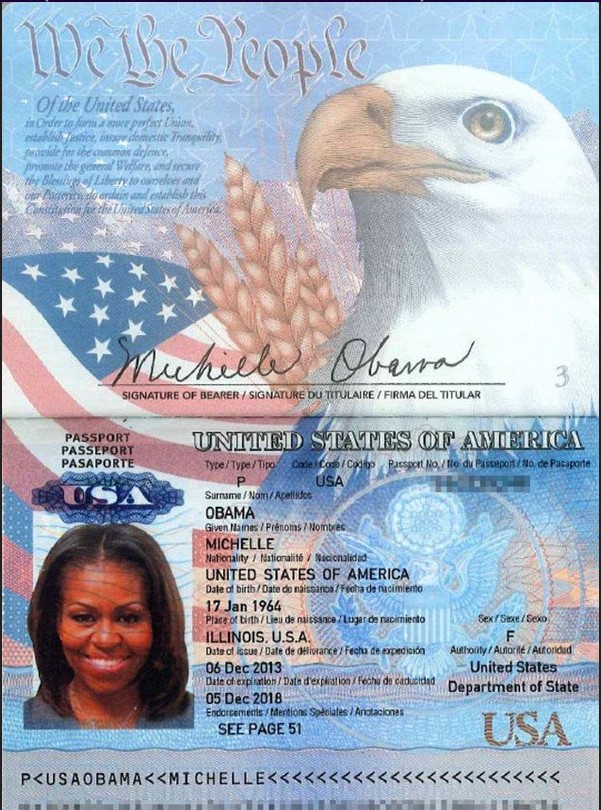 We the People
Of the United States,
in Order to form a more perfect Union,
establish Justice, insure domestic Tranquility,
provide for the common defence,
promote the general Welfare, and secure
the Blessings of Liberty to ourselves and
our Posterity, do ordain and establish this
Constitution for the United States of America.
Michelle Obama
SIGNATURE OF BEARER / SIGNATURE DU TITULAIRE / FIRMA DEL TITULAR
3
PASSPORT
PASSEPORT
PASAPORTE
USA
UNITED STATES OF AMERICA
Type / Type / Tipo Code / Code / Codigo Passport No. / No. du Passeport / No. de Pasaporte
P USA
Surname / Nom / Apellidos
OBAMA
Given Names / Prénoms / Nombres
MICHELLE
Nationality / Nationalité / Nacionalidad
UNITED STATES OF AMERICA
Date of birth / Date de naissance / Fecha de nacimiento
17 Jan 1964
Place of birth / Lieu de naissance / Lugar de nacimiento Sex / Sexe / Sexo
ILLINOIS, U.S.A. F
Date of issue / Date de délivrance / Fecha de expedición Authority / Autorité / Autoridad
06 Dec 2013 United States
Date of expiration / Date d'expiration / Fecha de caducidad Department of State
05 Dec 2018
Endorsements / Mentions Spéciales / Anotaciones
SEE PAGE 51
USA
P<USAOBAMA<<MICHELLE<<<<<<<<<<<<<<<<<<<<<<<<